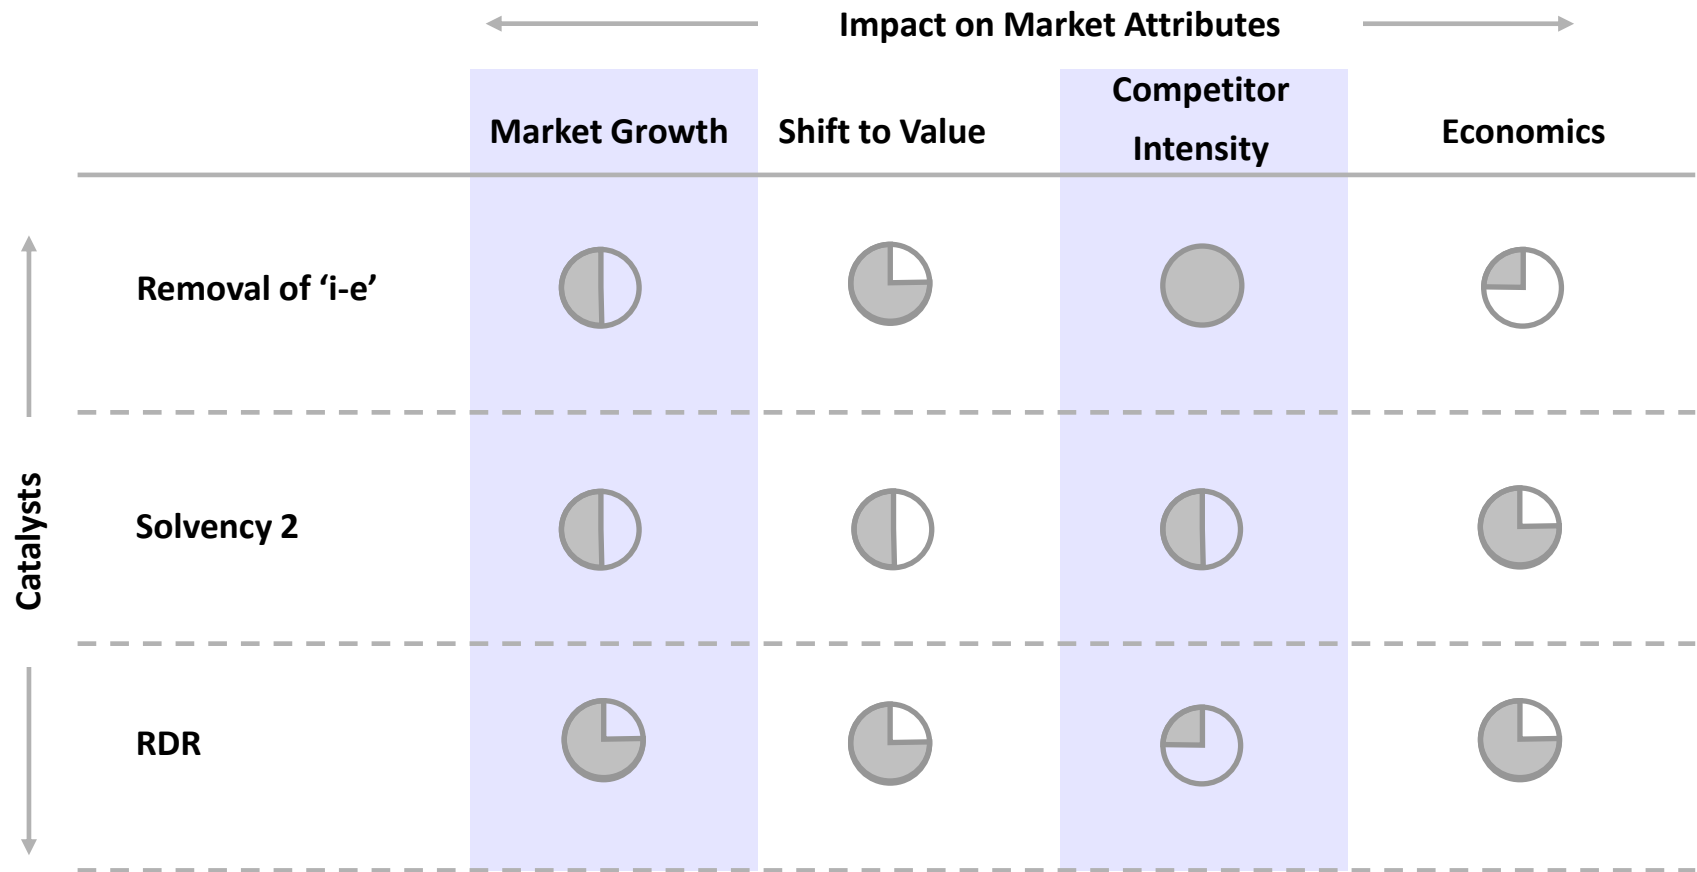 Impact on Market Attributes
Market Growth
Shift to Value
Competitor
Intensity
Economics
Catalysts
Removal of ‘i-e’
Solvency 2
RDR